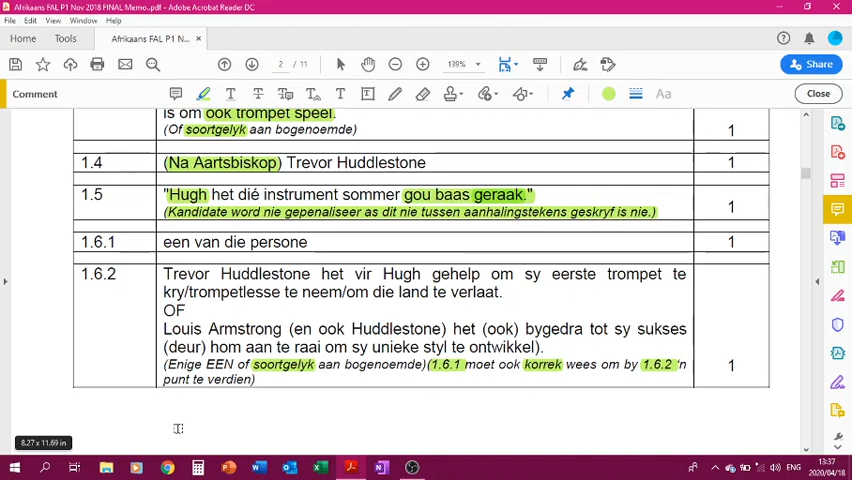 Afrikaans FAL P1 Nov 2018 FINAL Memo..pdf - Adobe Acrobat Reader DC
File Edit View Window Help
Home Tools Afrikaans FAL P1 N... ×
Share
2 / 11
139%
Comment
Aa
Close
is om ook trompet speel.
(Of soortgelyk aan bogenoemde)
1
1.4 (Na Aartsbiskop) Trevor Huddlestone 1
1.5 "Hugh het dié instrument sommer gou baas geraak."
(Kandidate word nie gepenaliseer as dit nie tussen aanhalingstekens geskryf is nie.)
1
1.6.1 een van die persone 1
1.6.2 Trevor Huddlestone het vir Hugh gehelp om sy eerste trompet te
kry/trompetlesse te neem/om die land te verlaat.
OF
Louis Armstrong (en ook Huddlestone) het (ook) bygedra tot sy sukses
(deur) hom aan te raai om sy unieke styl te ontwikkel).
(Enige EEN of soortgelyk aan bogenoemde)(1.6.1 moet ook korrek wees om by 1.6.2 'n
punt te verdien)
1
8.27 x 11.69 in
ENG
13:37
2020/04/18